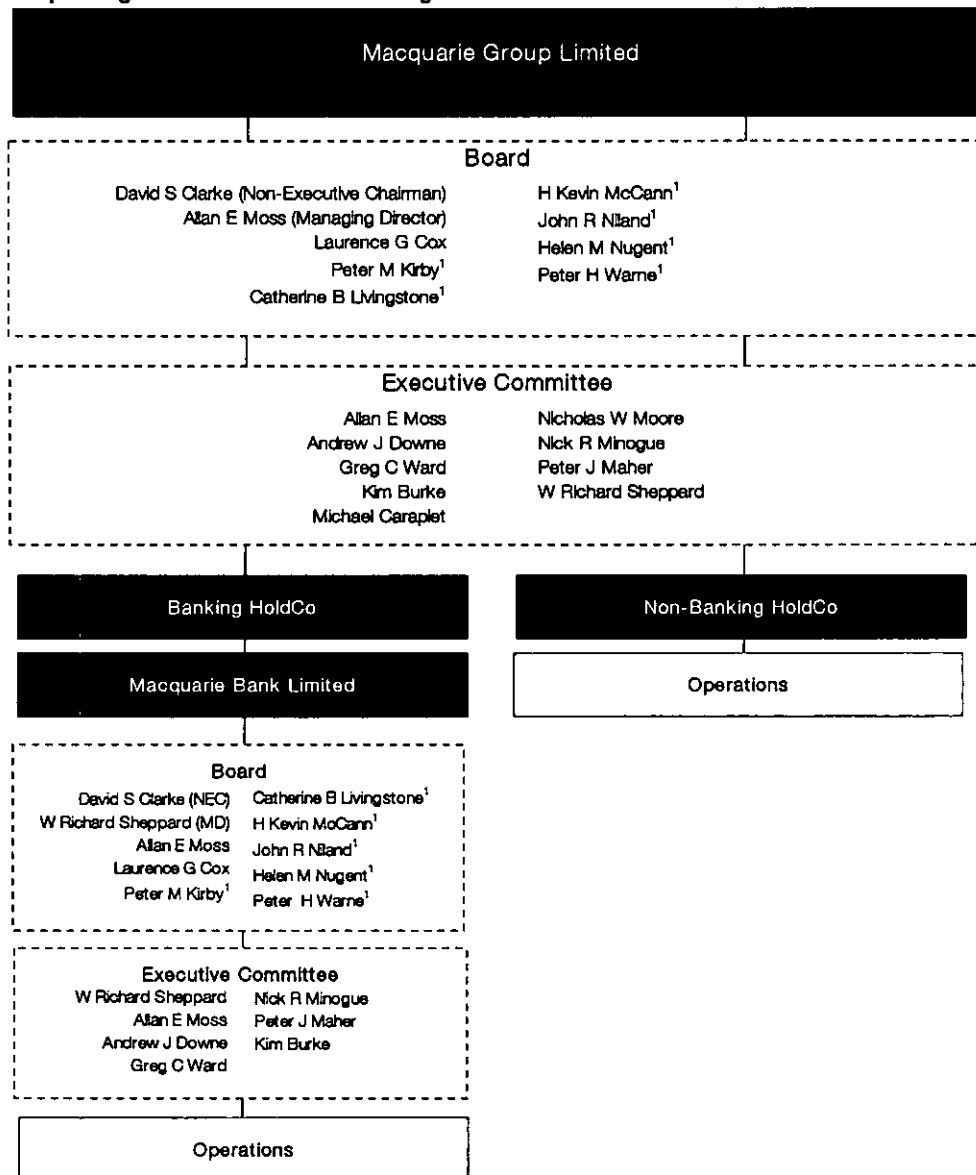 Macquarie Group Limited
Board
David S Clarke (Non-Executive Chairman)
Allan E Moss (Managing Director)
Laurence G Cox
Peter M Kirby¹
Catherine B Livingstone¹
H Kevin McCann¹
John R Niland¹
Helen M Nugent¹
Peter H Warne¹
Executive Committee
Allan E Moss
Andrew J Downe
Greg C Ward
Kim Burke
Michael Carapiet
Nicholas W Moore
Nick R Minogue
Peter J Maher
W Richard Sheppard
Banking HoldCo
Non-Banking HoldCo
Macquarie Bank Limited
Operations
Board
David S Clarke (NEC)
W Richard Sheppard (MD)
Allan E Moss
Laurence G Cox
Peter M Kirby¹
Catherine B Livingstone¹
H Kevin McCann¹
John R Niland¹
Helen M Nugent¹
Peter H Warne¹
Executive Committee
W Richard Sheppard
Allan E Moss
Andrew J Downe
Greg C Ward
Nick R Minogue
Peter J Maher
Kim Burke
Operations